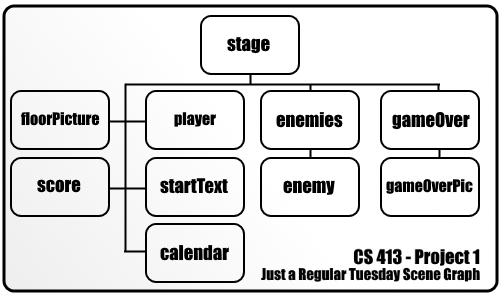 stage
floorPicture
player
enemies
gameOver
score
startText
enemy
gameOverPic
calendar
CS 413 - Project 1
Just a Regular Tuesday Scene Graph